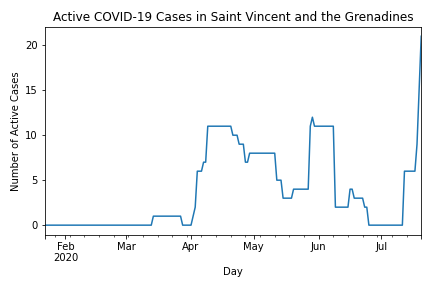 Active COVID-19 Cases in Saint Vincent and the Grenadines
Number of Active Cases
20
15
10
5
0
Feb Mar Apr May Jun Jul
2020
Day